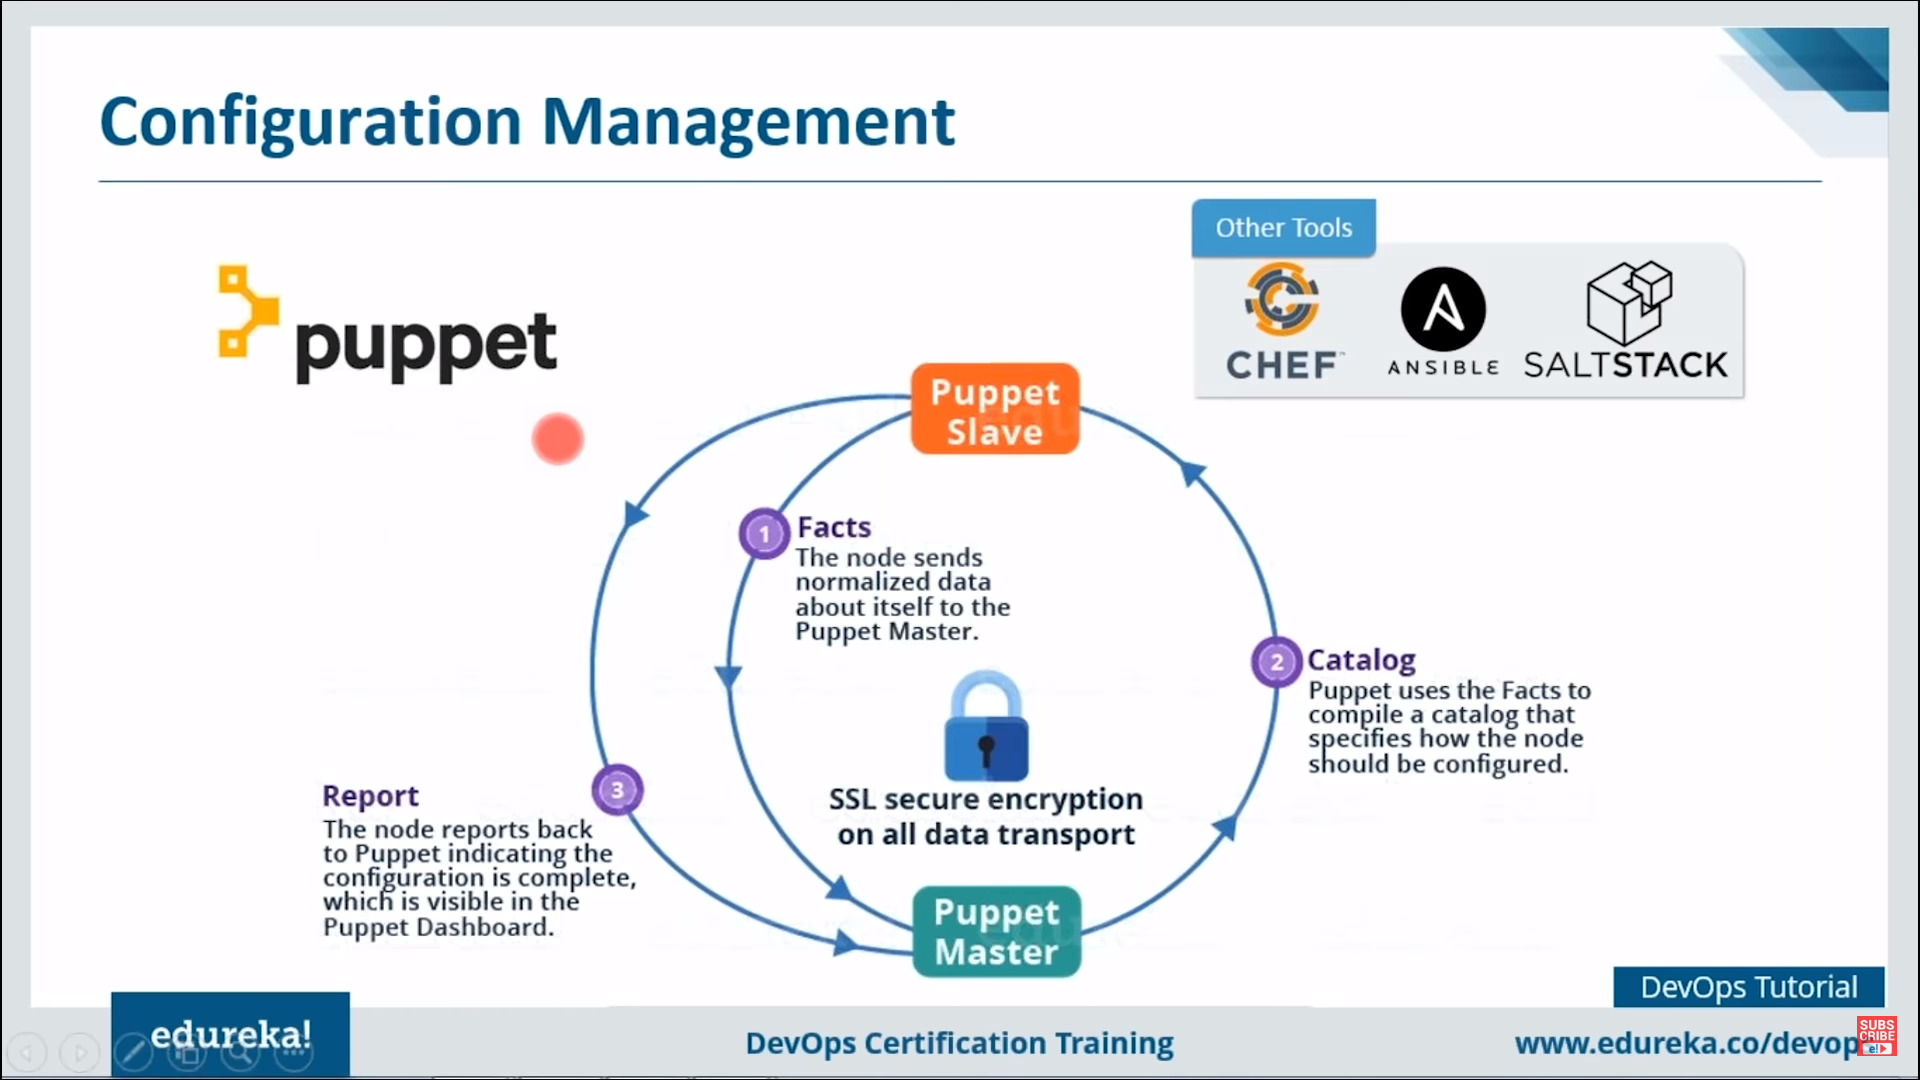 Configuration Management
Other Tools
puppet
CHEF™
ANSIBLE
SALTSTACK
Puppet
Slave
1
Facts
The node sends
normalized data
about itself to the
Puppet Master.
2
Catalog
Puppet uses the Facts to
compile a catalog that
specifies how the node
should be configured.
SSL secure encryption
on all data transport
3
Report
The node reports back
to Puppet indicating the
configuration is complete,
which is visible in the
Puppet Dashboard.
Puppet
Master
DevOps Tutorial
edureka!
DevOps Certification Training
www.edureka.co/devop
SUBS
CRIBE
e!